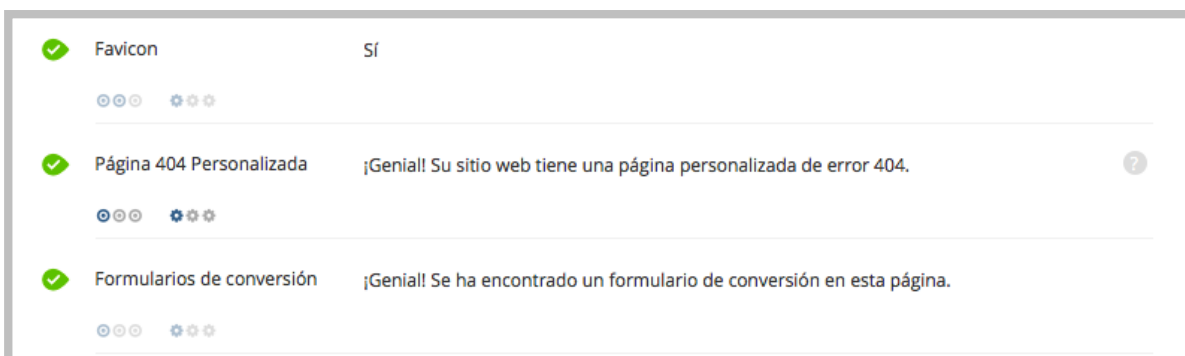 Favicon Sí
Página 404 Personalizada ¡Genial! Su sitio web tiene una página personalizada de error 404. ?
Formularios de conversión ¡Genial! Se ha encontrado un formulario de conversión en esta página.